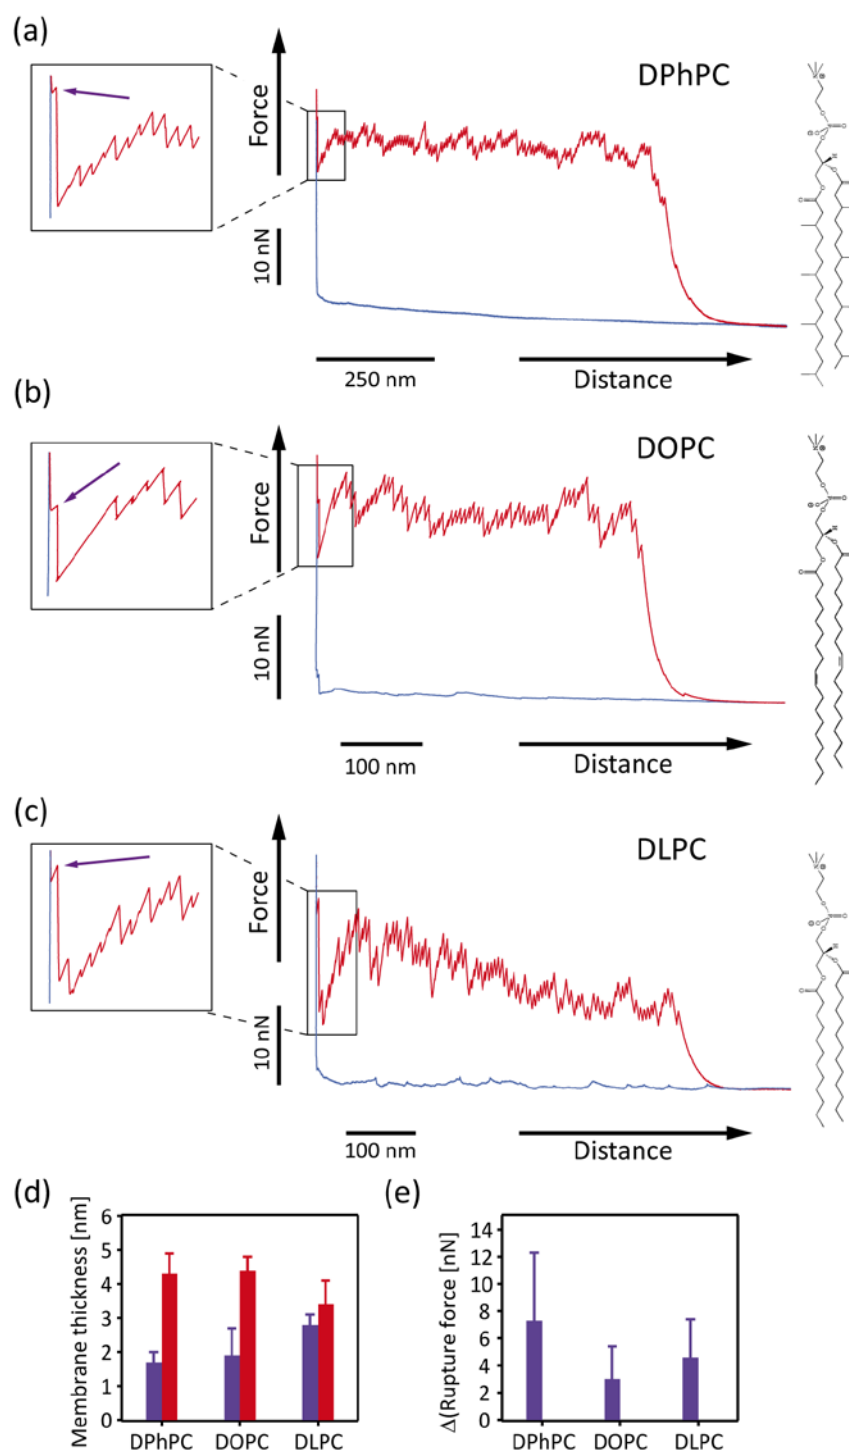 (a)
DPhPC
Force
10 nN
250 nm
Distance
(b)
DOPC
Force
10 nN
100 nm
Distance
(c)
DLPC
Force
10 nN
100 nm
Distance
(d)
Membrane thickness [nm]
6
5
4
3
2
1
0
DPhPC DOPC DLPC
(e)
Δ(Rupture force [nN]
14
12
10
8
6
4
2
0
DPhPC DOPC DLPC